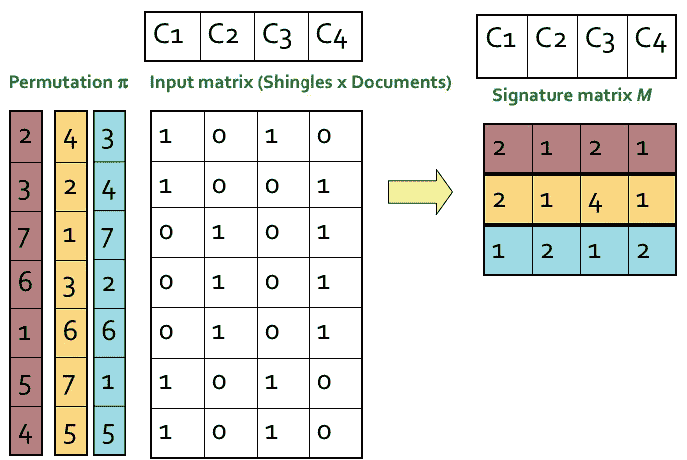 C1 C2 C3 C4
C1 C2 C3 C4
Permutation π Input matrix (Shingles x Documents)
Signature matrix M
2 4 3 1 0 1 0
2 1 2 1
3 2 4 1 0 0 1
2 1 4 1
7 1 7 0 1 0 1
1 2 1 2
6 3 2 0 1 0 1
1 6 6 0 1 0 1
5 7 1 1 0 1 0
4 5 5 1 0 1 0